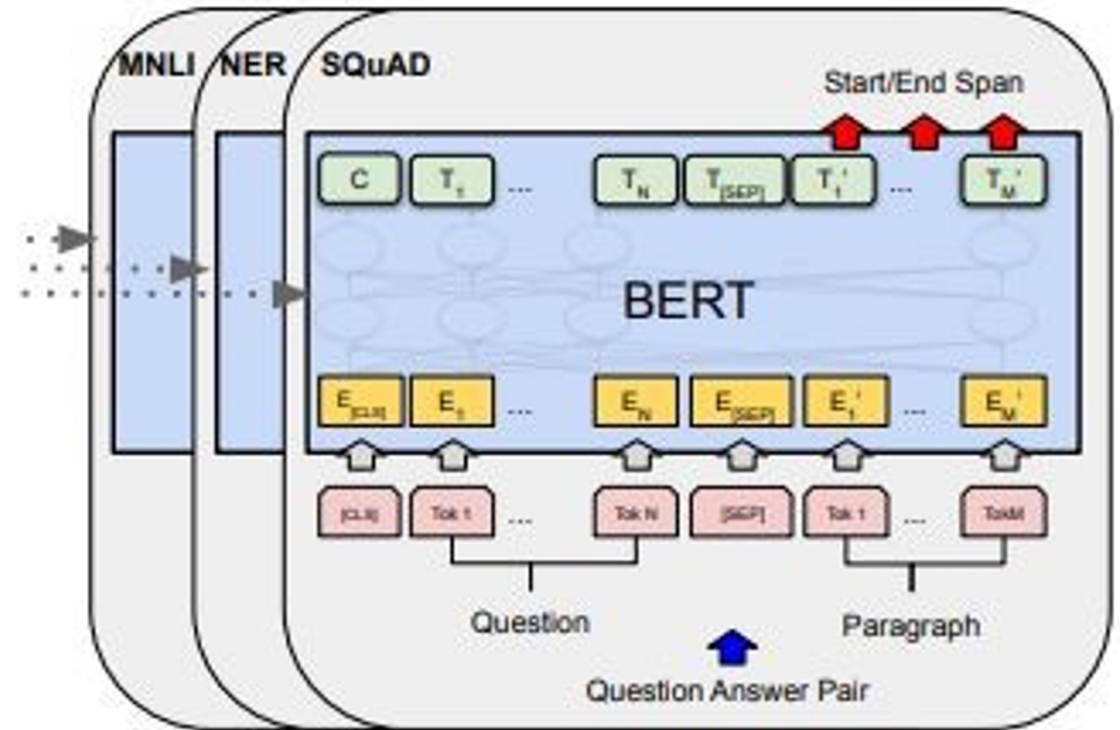 MNLI NER SQuAD
Start/End Span
C T1 ... TN T[SEP] T1' ... TM'
BERT
E[CLS] E1 ... EN E[SEP] E1' ... EM'
[CLS] Tok 1 ... Tok N [SEP] Tok 1 ... TokM
Question Paragraph
Question Answer Pair